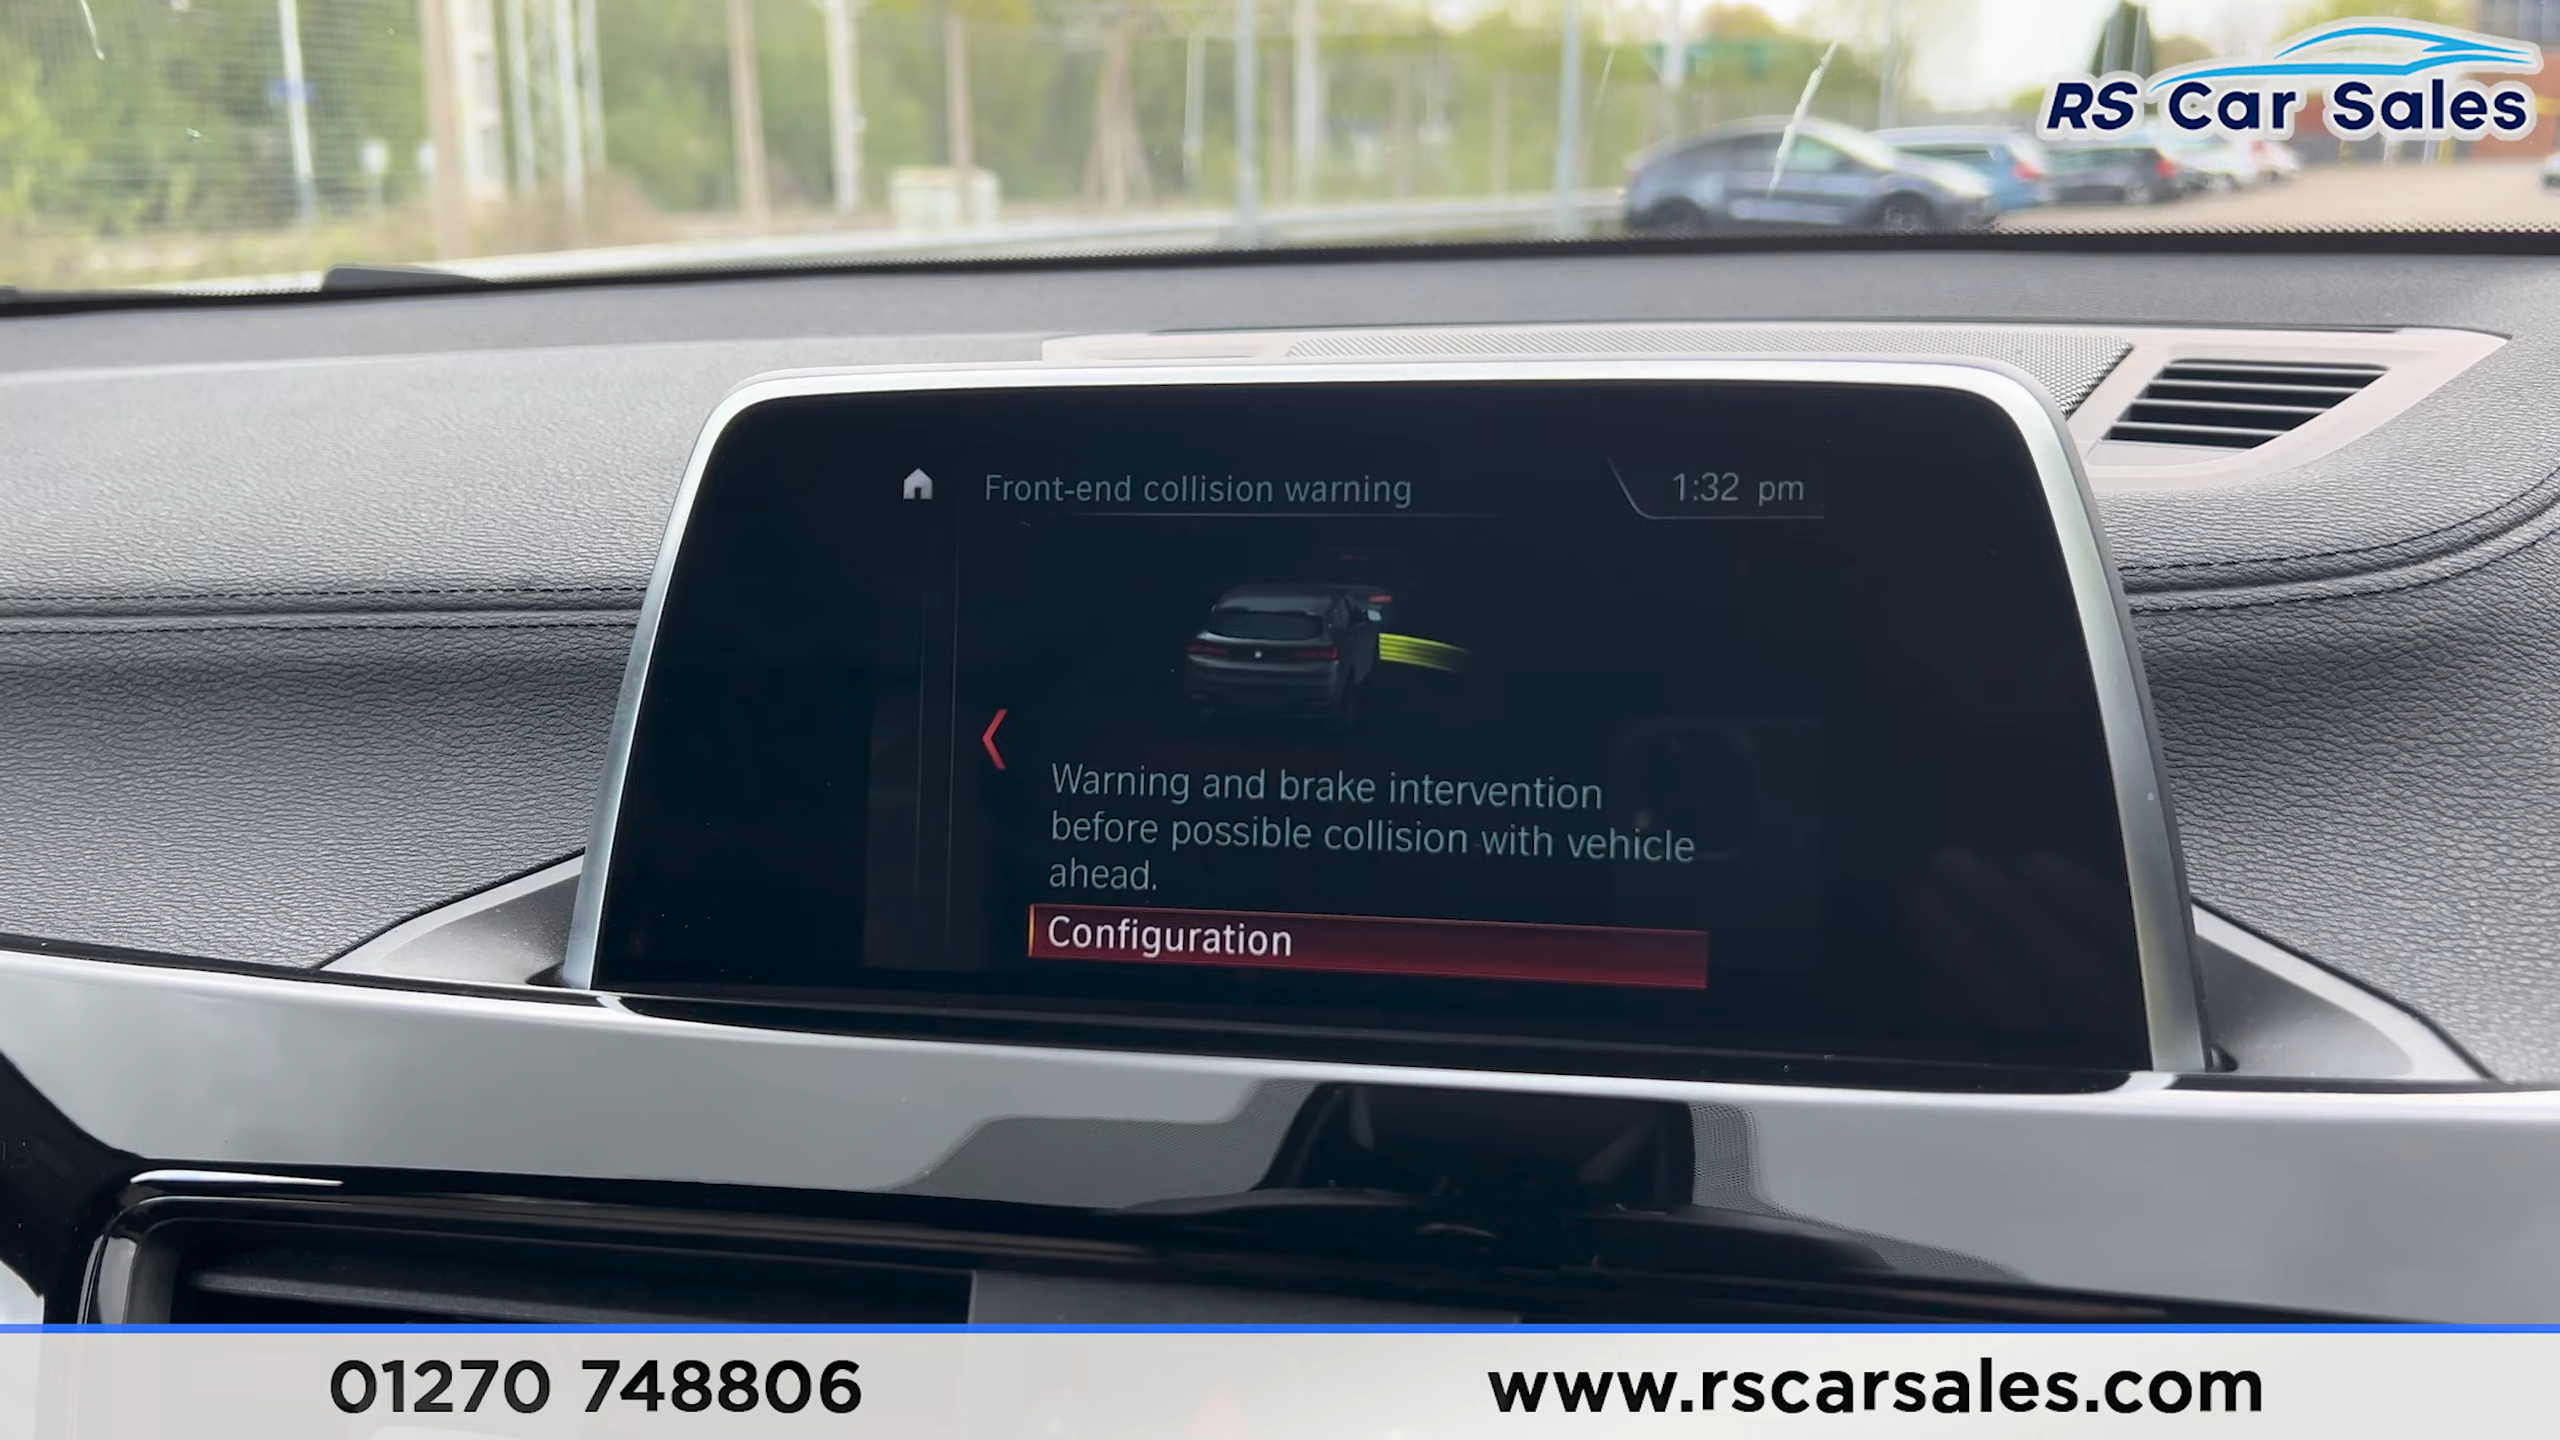 RS Car Sales
Front-end collision warning
1:32 pm
Warning and brake intervention
before possible collision with vehicle
ahead.
Configuration
01270 748806
www.rscarsales.com